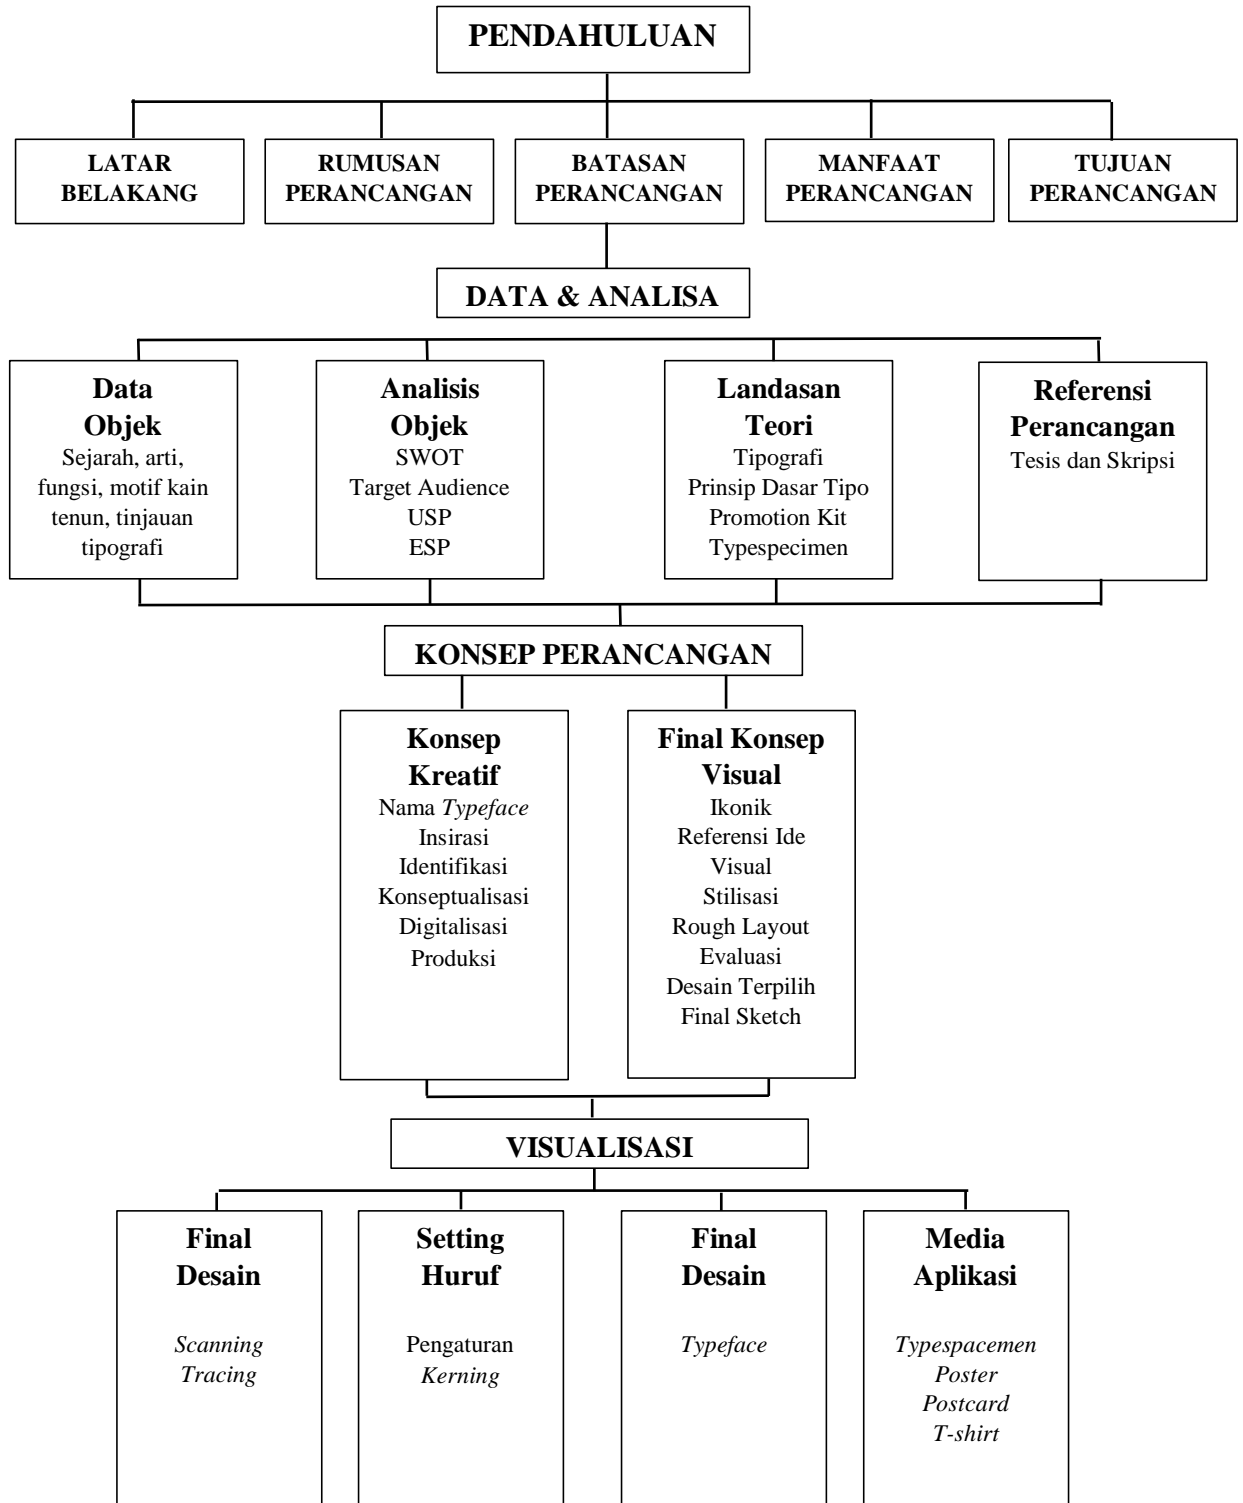 PENDAHULUAN
LATAR
BELAKANG
RUMUSAN
PERANCANGAN
BATASAN
PERANCANGAN
MANFAAT
PERANCANGAN
TUJUAN
PERANCANGAN
DATA & ANALISA
Data
Objek
Sejarah, arti,
fungsi, motif kain
tenun, tinjauan
tipografi
Analisis
Objek
SWOT
Target Audience
USP
ESP
Landasan
Teori
Tipografi
Prinsip Dasar Tipo
Promotion Kit
Typespecimen
Referensi
Perancangan
Tesis dan Skripsi
KONSEP PERANCANGAN
Konsep
Kreatif
Nama Typeface
Insirasi
Identifikasi
Konseptualisasi
Digitalisasi
Produksi
Final Konsep
Visual
Ikonik
Referensi Ide
Visual
Stilisasi
Rough Layout
Evaluasi
Desain Terpilih
Final Sketch
VISUALISASI
Final
Desain
Scanning
Tracing
Setting
Huruf
Pengaturan
Kerning
Final
Desain
Typeface
Media
Aplikasi
Typespacemen
Poster
Postcard
T-shirt